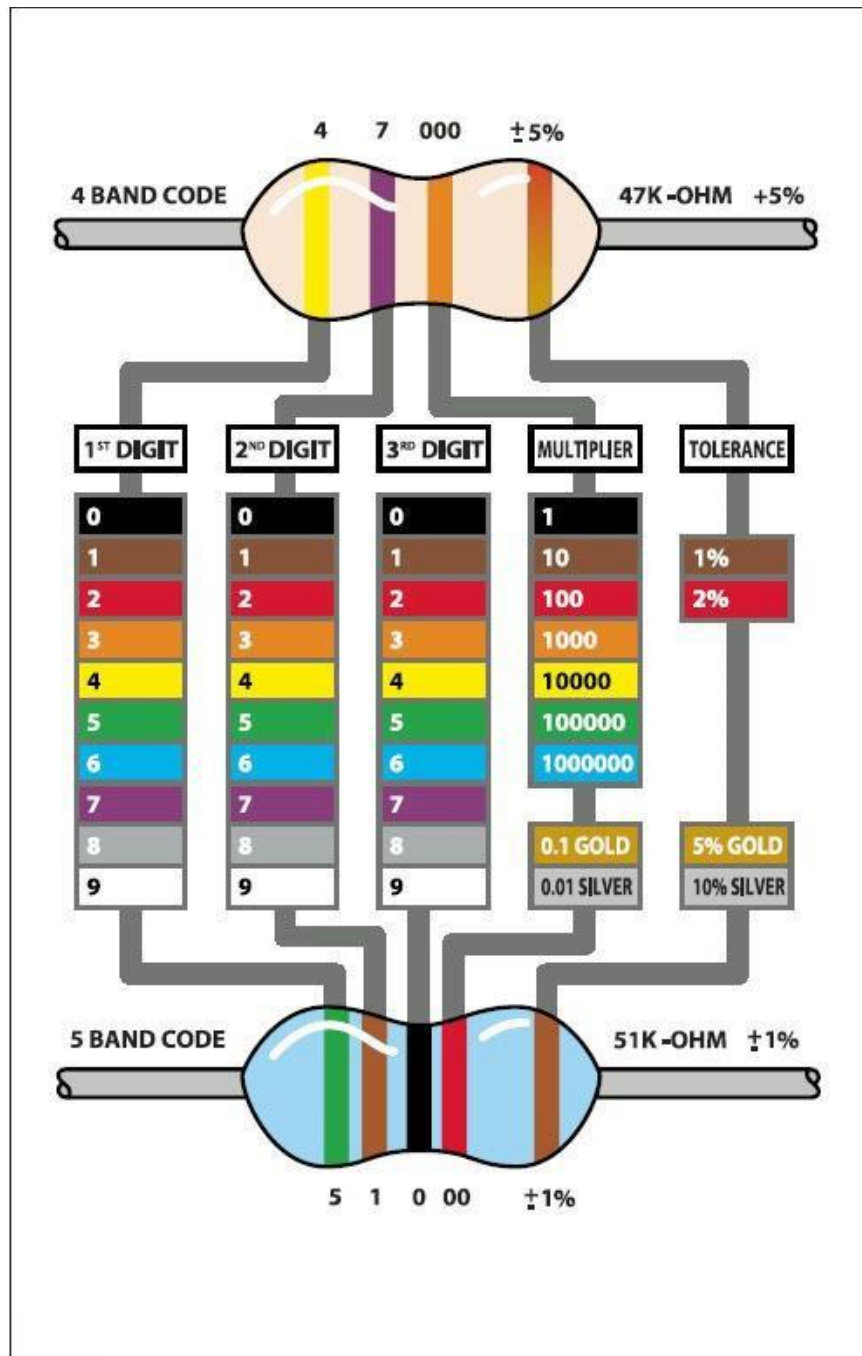 4 7 000 ±5%
4 BAND CODE 47K-OHM +5%
1ST DIGIT 2ND DIGIT 3RD DIGIT MULTIPLIER TOLERANCE
0 0 0 1
1 1 1 10 1%
2 2 2 100 2%
3 3 3 1000
4 4 4 10000
5 5 5 100000
6 6 6 1000000
7 7 7
8 8 8 0.1 GOLD 5% GOLD
9 9 9 0.01 SILVER 10% SILVER
5 BAND CODE 51K-OHM ±1%
5 1 0 00 ±1%